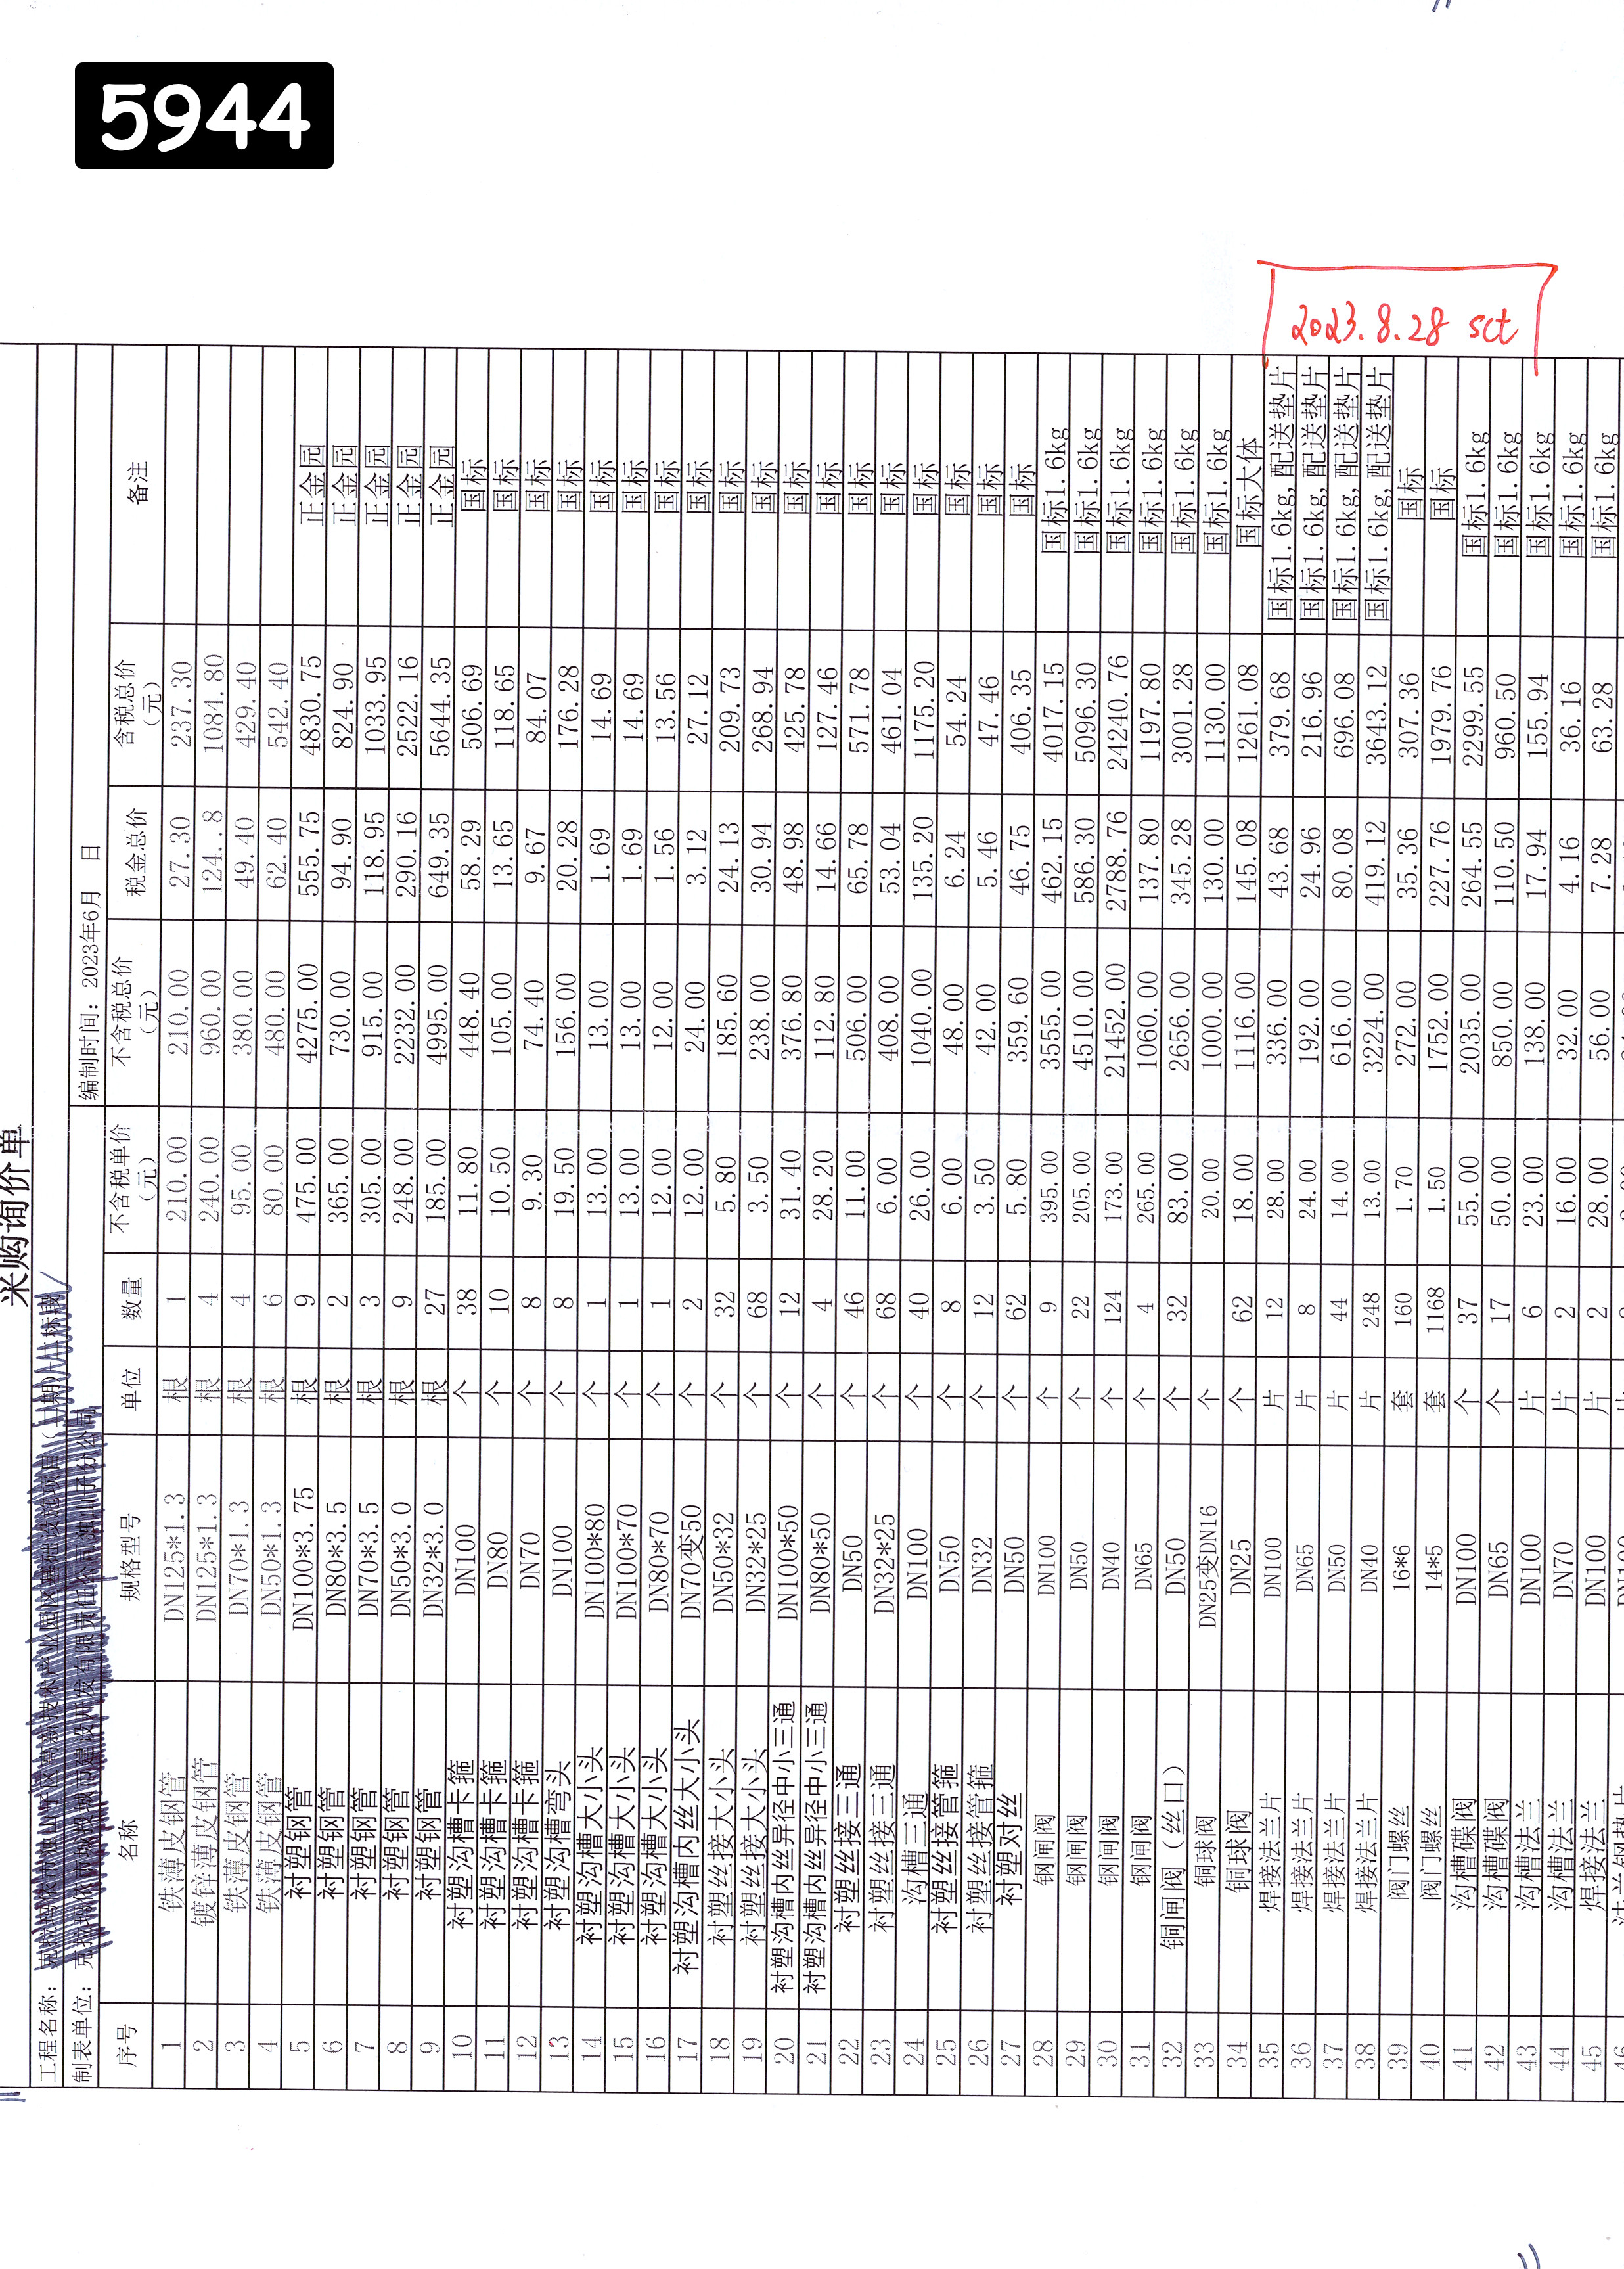 5944
2023.8.28 sct
采购询价单
工程名称：
制表单位： 编制时间：2023年6月 日
序号 名称 规格型号 单位 数量 不含税单价（元） 不含税总价（元） 税金总价 含税总价（元） 备注
1 铁薄皮钢管 DN125*1.3 根 1 210.00 210.00 27.30 237.30
2 镀锌薄皮钢管 DN125*1.3 根 4 240.00 960.00 124.8 1084.80
3 铁薄皮钢管 DN70*1.3 根 4 95.00 380.00 49.40 429.40
4 铁薄皮钢管 DN50*1.3 根 6 80.00 480.00 62.40 542.40
5 衬塑钢管 DN100*3.75 根 9 475.00 4275.00 555.75 4830.75 正金园
6 衬塑钢管 DN80*3.5 根 2 365.00 730.00 94.90 824.90 正金园
7 衬塑钢管 DN70*3.5 根 3 305.00 915.00 118.95 1033.95 正金园
8 衬塑钢管 DN50*3.0 根 9 248.00 2232.00 290.16 2522.16 正金园
9 衬塑钢管 DN32*3.0 根 27 185.00 4995.00 649.35 5644.35 正金园
10 衬塑沟槽卡箍 DN100 个 38 11.80 448.40 58.29 506.69 国标
11 衬塑沟槽卡箍 DN80 个 10 10.50 105.00 13.65 118.65 国标
12 衬塑沟槽卡箍 DN70 个 8 9.30 74.40 9.67 84.07 国标
13 衬塑沟槽弯头 DN100 个 8 19.50 156.00 20.28 176.28 国标
14 衬塑沟槽大小头 DN100*80 个 1 13.00 13.00 1.69 14.69 国标
15 衬塑沟槽大小头 DN100*70 个 1 13.00 13.00 1.69 14.69 国标
16 衬塑沟槽大小头 DN80*70 个 1 12.00 12.00 1.56 13.56 国标
17 衬塑沟槽内丝大小头 DN70变50 个 2 12.00 24.00 3.12 27.12 国标
18 衬塑丝接大小头 DN50*32 个 32 5.80 185.60 24.13 209.73 国标
19 衬塑丝接大小头 DN32*25 个 68 3.50 238.00 30.94 268.94 国标
20 衬塑沟槽内丝异径中小三通 DN100*50 个 12 31.40 376.80 48.98 425.78 国标
21 衬塑沟槽内丝异径中小三通 DN80*50 个 4 28.20 112.80 14.66 127.46 国标
22 衬塑丝接三通 DN50 个 46 11.00 506.00 65.78 571.78 国标
23 衬塑丝接三通 DN32*25 个 68 6.00 408.00 53.04 461.04 国标
24 沟槽三通 DN100 个 40 26.00 1040.00 135.20 1175.20 国标
25 衬塑丝接管箍 DN50 个 8 6.00 48.00 6.24 54.24 国标
26 衬塑丝接管箍 DN32 个 12 3.50 42.00 5.46 47.46 国标
27 衬塑对丝 DN50 个 62 5.80 359.60 46.75 406.35 国标
28 钢闸阀 DN100 个 9 395.00 3555.00 462.15 4017.15 国标1.6kg
29 钢闸阀 DN50 个 22 205.00 4510.00 586.30 5096.30 国标1.6kg
30 钢闸阀 DN40 个 124 173.00 21452.00 2788.76 24240.76 国标1.6kg
31 钢闸阀 DN65 个 4 265.00 1060.00 137.80 1197.80 国标1.6kg
32 铜闸阀（丝口） DN50 个 32 83.00 2656.00 345.28 3001.28 国标1.6kg
33 铜球阀 DN25变DN16 个 20.00 1000.00 130.00 1130.00 国标1.6kg
34 铜球阀 DN25 个 62 18.00 1116.00 145.08 1261.08 国标大体
35 焊接法兰片 DN100 片 12 28.00 336.00 43.68 379.68 国标1.6kg,配送垫片
36 焊接法兰片 DN65 片 8 24.00 192.00 24.96 216.96 国标1.6kg,配送垫片
37 焊接法兰片 DN50 片 44 14.00 616.00 80.08 696.08 国标1.6kg,配送垫片
38 焊接法兰片 DN40 片 248 13.00 3224.00 419.12 3643.12 国标1.6kg,配送垫片
39 阀门螺丝 16*6 套 160 1.70 272.00 35.36 307.36 国标
40 阀门螺丝 14*5 套 1168 1.50 1752.00 227.76 1979.76 国标
41 沟槽碟阀 DN100 个 37 55.00 2035.00 264.55 2299.55 国标1.6kg
42 沟槽碟阀 DN65 个 17 50.00 850.00 110.50 960.50 国标1.6kg
43 沟槽法兰 DN100 片 6 23.00 138.00 17.94 155.94 国标1.6kg
44 沟槽法兰 DN70 片 2 16.00 32.00 4.16 36.16 国标1.6kg
45 焊接法兰 DN100 片 2 28.00 56.00 7.28 63.28 国标1.6kg